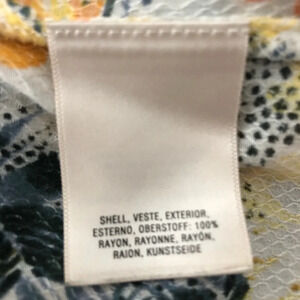 SHELL, VESTE, EXTERIOR,
ESTERNO, OBERSTOFF: 100%
RAYON, RAYONNE, RAYÓN,
RAION, KUNSTSEIDE